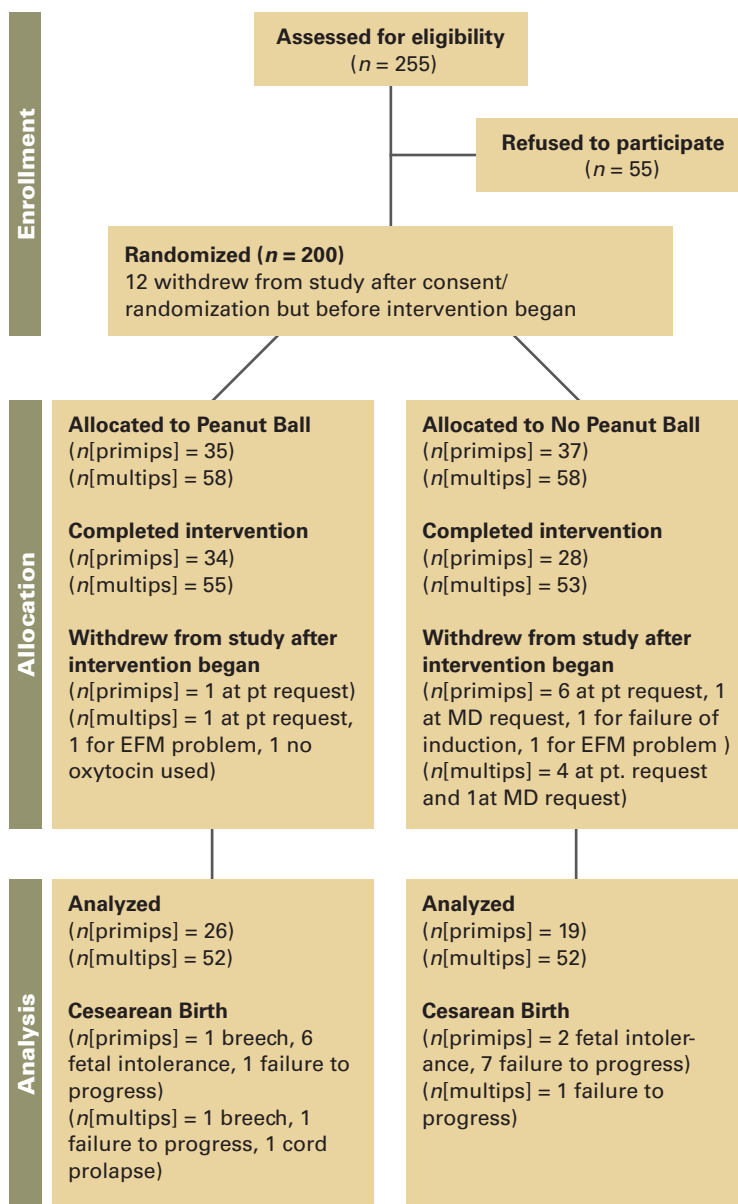 Enrollment
Assessed for eligibility
(n = 255)
Refused to participate
(n = 55)
Randomized (n = 200)
12 withdrew from study after consent/
randomization but before intervention began
Allocation
Allocated to Peanut Ball
(n[primips] = 35)
(n[multips] = 58)
Completed intervention
(n[primips] = 34)
(n[multips] = 55)
Withdrew from study after
intervention began
(n[primips] = 1 at pt request)
(n[multips] = 1 at pt request,
1 for EFM problem, 1 no
oxytocin used)
Allocated to No Peanut Ball
(n[primips] = 37)
(n[multips] = 58)
Completed intervention
(n[primips] = 28)
(n[multips] = 53)
Withdrew from study after
intervention began
(n[primips] = 6 at pt request, 1
at MD request, 1 for failure of
induction, 1 for EFM problem )
(n[multips] = 4 at pt. request
and 1at MD request)
Analysis
Analyzed
(n[primips] = 26)
(n[multips] = 52)
Cesearean Birth
(n[primips] = 1 breech, 6
fetal intolerance, 1 failure to
progress)
(n[multips] = 1 breech, 1
failure to progress, 1 cord
prolapse)
Analyzed
(n[primips] = 19)
(n[multips] = 52)
Cesarean Birth
(n[primips] = 2 fetal intoler-
ance, 7 failure to progress)
(n[multips] = 1 failure to
progress)